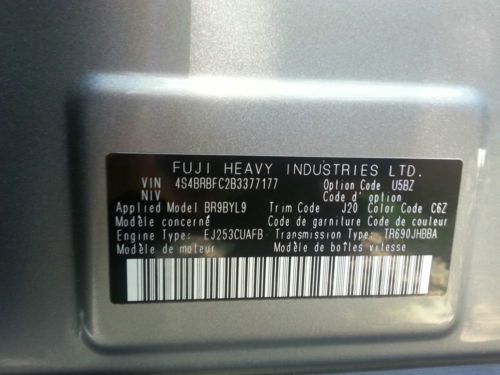 FUJI HEAVY INDUSTRIES LTD.
VIN 4S4BRBFC2B3377177 Option Code U5BZ
NIV Code d' option
Applied Model BR9BYL9 Trim Code J20 Color Code C6Z
Modèle concerné Code de garniture Code de couleur
Engine Type: EJ253CUAFB Transmission Type: TR690JHBBA
Modèle de moteur Modèle de boîtes vitesse